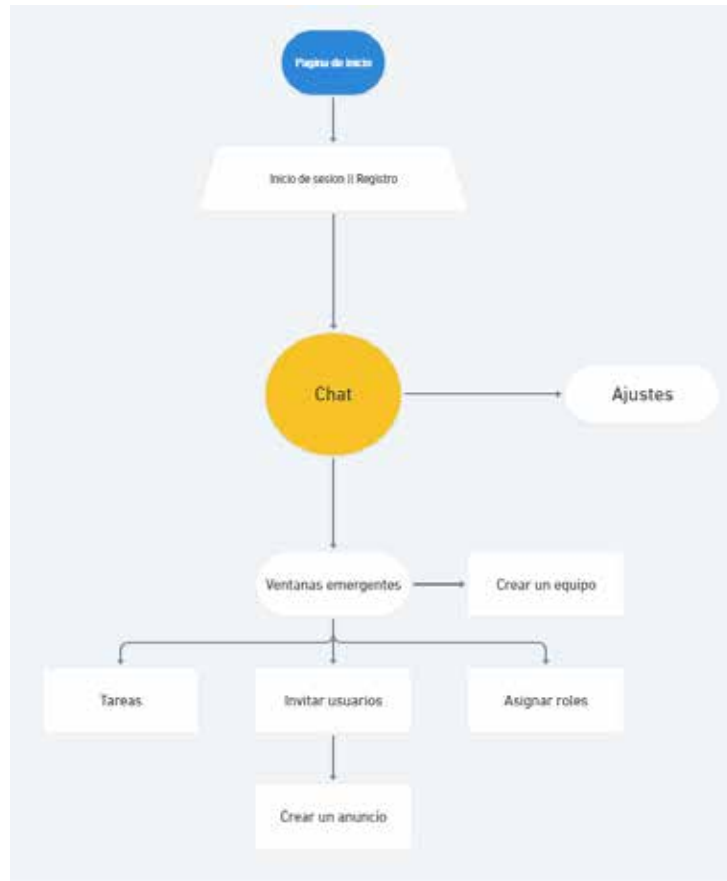 Pagina de inicio
Inicio de sesion || Registro
Chat
Ajustes
Ventanas emergentes
Crear un equipo
Tareas
Invitar usuarios
Asignar roles
Crear un anuncio